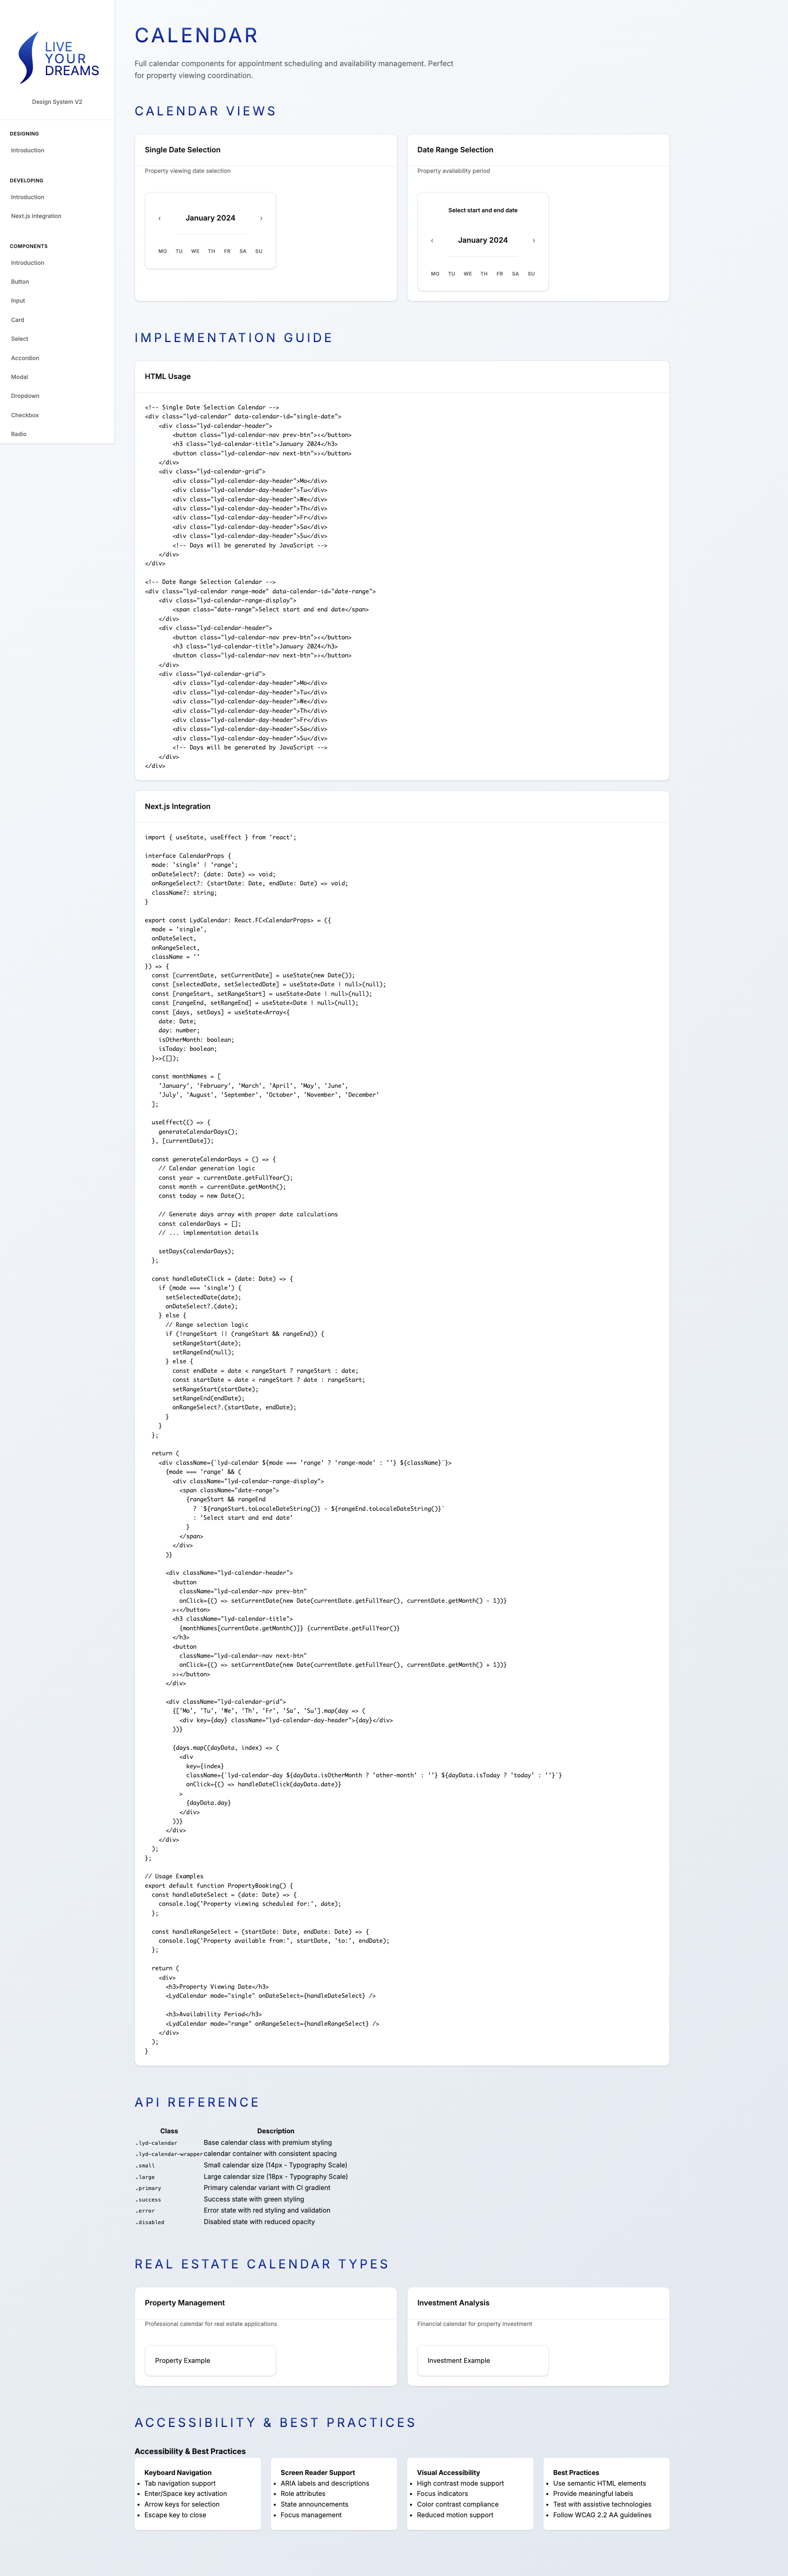 LIVE
YOUR
DREAMS
Design System V2
DESIGNING
Introduction
DEVELOPING
Introduction
Next.js Integration
COMPONENTS
Introduction
Button
Input
Card
Select
Accordion
Modal
Dropdown
Checkbox
Radio
CALENDAR
Full calendar components for appointment scheduling and availability management. Perfect
for property viewing coordination.
CALENDAR VIEWS
Single Date Selection
Property viewing date selection
‹ January 2024 ›
MO TU WE TH FR SA SU
Date Range Selection
Property availability period
Select start and end date
‹ January 2024 ›
MO TU WE TH FR SA SU
IMPLEMENTATION GUIDE
HTML Usage
<!-- Single Date Selection Calendar -->
<div class="lyd-calendar" data-calendar-id="single-date">
    <div class="lyd-calendar-header">
        <button class="lyd-calendar-nav prev-btn">‹</button>
        <h3 class="lyd-calendar-title">January 2024</h3>
        <button class="lyd-calendar-nav next-btn">›</button>
    </div>
    <div class="lyd-calendar-grid">
        <div class="lyd-calendar-day-header">Mo</div>
        <div class="lyd-calendar-day-header">Tu</div>
        <div class="lyd-calendar-day-header">We</div>
        <div class="lyd-calendar-day-header">Th</div>
        <div class="lyd-calendar-day-header">Fr</div>
        <div class="lyd-calendar-day-header">Sa</div>
        <div class="lyd-calendar-day-header">Su</div>
        <!-- Days will be generated by JavaScript -->
    </div>
</div>
<!-- Date Range Selection Calendar -->
<div class="lyd-calendar range-mode" data-calendar-id="date-range">
    <div class="lyd-calendar-range-display">
        <span class="date-range">Select start and end date</span>
    </div>
    <div class="lyd-calendar-header">
        <button class="lyd-calendar-nav prev-btn">‹</button>
        <h3 class="lyd-calendar-title">January 2024</h3>
        <button class="lyd-calendar-nav next-btn">›</button>
    </div>
    <div class="lyd-calendar-grid">
        <div class="lyd-calendar-day-header">Mo</div>
        <div class="lyd-calendar-day-header">Tu</div>
        <div class="lyd-calendar-day-header">We</div>
        <div class="lyd-calendar-day-header">Th</div>
        <div class="lyd-calendar-day-header">Fr</div>
        <div class="lyd-calendar-day-header">Sa</div>
        <div class="lyd-calendar-day-header">Su</div>
        <!-- Days will be generated by JavaScript -->
    </div>
</div>
Next.js Integration
import { useState, useEffect } from 'react';
interface CalendarProps {
  mode: 'single' | 'range';
  onDateSelect?: (date: Date) => void;
  onRangeSelect?: (startDate: Date, endDate: Date) => void;
  className?: string;
}
export const LydCalendar: React.FC<CalendarProps> = ({
  mode = 'single',
  onDateSelect,
  onRangeSelect,
  className = ''
}) => {
  const [currentDate, setCurrentDate] = useState(new Date());
  const [selectedDate, setSelectedDate] = useState<Date | null>(null);
  const [rangeStart, setRangeStart] = useState<Date | null>(null);
  const [rangeEnd, setRangeEnd] = useState<Date | null>(null);
  const [days, setDays] = useState<Array<{
    date: Date;
    day: number;
    isOtherMonth: boolean;
    isToday: boolean;
  }>>([]);
  const monthNames = [
    'January', 'February', 'March', 'April', 'May', 'June',
    'July', 'August', 'September', 'October', 'November', 'December'
  ];
  useEffect(() => {
    generateCalendarDays();
  }, [currentDate]);
  const generateCalendarDays = () => {
    // Calendar generation logic
    const year = currentDate.getFullYear();
    const month = currentDate.getMonth();
    const today = new Date();
    // Generate days array with proper date calculations
    const calendarDays = [];
    // ... implementation details
    setDays(calendarDays);
  };
  const handleDateClick = (date: Date) => {
    if (mode === 'single') {
      setSelectedDate(date);
      onDateSelect?.(date);
    } else {
      // Range selection logic
      if (!rangeStart || (rangeStart && rangeEnd)) {
        setRangeStart(date);
        setRangeEnd(null);
      } else {
        const endDate = date < rangeStart ? rangeStart : date;
        const startDate = date < rangeStart ? date : rangeStart;
        setRangeStart(startDate);
        setRangeEnd(endDate);
        onRangeSelect?.(startDate, endDate);
      }
    }
  };
  return (
    <div className={`lyd-calendar ${mode === 'range' ? 'range-mode' : ''} ${className}`}>
      {mode === 'range' && (
        <div className="lyd-calendar-range-display">
          <span className="date-range">
            {rangeStart && rangeEnd
              ? `${rangeStart.toLocaleDateString()} - ${rangeEnd.toLocaleDateString()}`
              : 'Select start and end date'
            }
          </span>
        </div>
      )}
      <div className="lyd-calendar-header">
        <button
          className="lyd-calendar-nav prev-btn"
          onClick={() => setCurrentDate(new Date(currentDate.getFullYear(), currentDate.getMonth() - 1))}
        >‹</button>
        <h3 className="lyd-calendar-title">
          {monthNames[currentDate.getMonth()]} {currentDate.getFullYear()}
        </h3>
        <button
          className="lyd-calendar-nav next-btn"
          onClick={() => setCurrentDate(new Date(currentDate.getFullYear(), currentDate.getMonth() + 1))}
        >›</button>
      </div>
      <div className="lyd-calendar-grid">
        {['Mo', 'Tu', 'We', 'Th', 'Fr', 'Sa', 'Su'].map(day => (
          <div key={day} className="lyd-calendar-day-header">{day}</div>
        ))}
        {days.map((dayData, index) => (
          <div
            key={index}
            className={`lyd-calendar-day ${dayData.isOtherMonth ? 'other-month' : ''} ${dayData.isToday ? 'today' : ''}`}
            onClick={() => handleDateClick(dayData.date)}
          >
            {dayData.day}
          </div>
        ))}
      </div>
    </div>
  );
};
// Usage Examples
export default function PropertyBooking() {
  const handleDateSelect = (date: Date) => {
    console.log('Property viewing scheduled for:', date);
  };
  const handleRangeSelect = (startDate: Date, endDate: Date) => {
    console.log('Property available from:', startDate, 'to:', endDate);
  };
  return (
    <div>
      <h3>Property Viewing Date</h3>
      <LydCalendar mode="single" onDateSelect={handleDateSelect} />
      <h3>Availability Period</h3>
      <LydCalendar mode="range" onRangeSelect={handleRangeSelect} />
    </div>
  );
}
API REFERENCE
Class Description
.lyd-calendar Base calendar class with premium styling
.lyd-calendar-wrapper calendar container with consistent spacing
.small Small calendar size (14px - Typography Scale)
.large Large calendar size (18px - Typography Scale)
.primary Primary calendar variant with CI gradient
.success Success state with green styling
.error Error state with red styling and validation
.disabled Disabled state with reduced opacity
REAL ESTATE CALENDAR TYPES
Property Management
Professional calendar for real estate applications
Property Example
Investment Analysis
Financial calendar for property investment
Investment Example
ACCESSIBILITY & BEST PRACTICES
Accessibility & Best Practices
Keyboard Navigation
• Tab navigation support
• Enter/Space key activation
• Arrow keys for selection
• Escape key to close
Screen Reader Support
• ARIA labels and descriptions
• Role attributes
• State announcements
• Focus management
Visual Accessibility
• High contrast mode support
• Focus indicators
• Color contrast compliance
• Reduced motion support
Best Practices
• Use semantic HTML elements
• Provide meaningful labels
• Test with assistive technologies
• Follow WCAG 2.2 AA guidelines